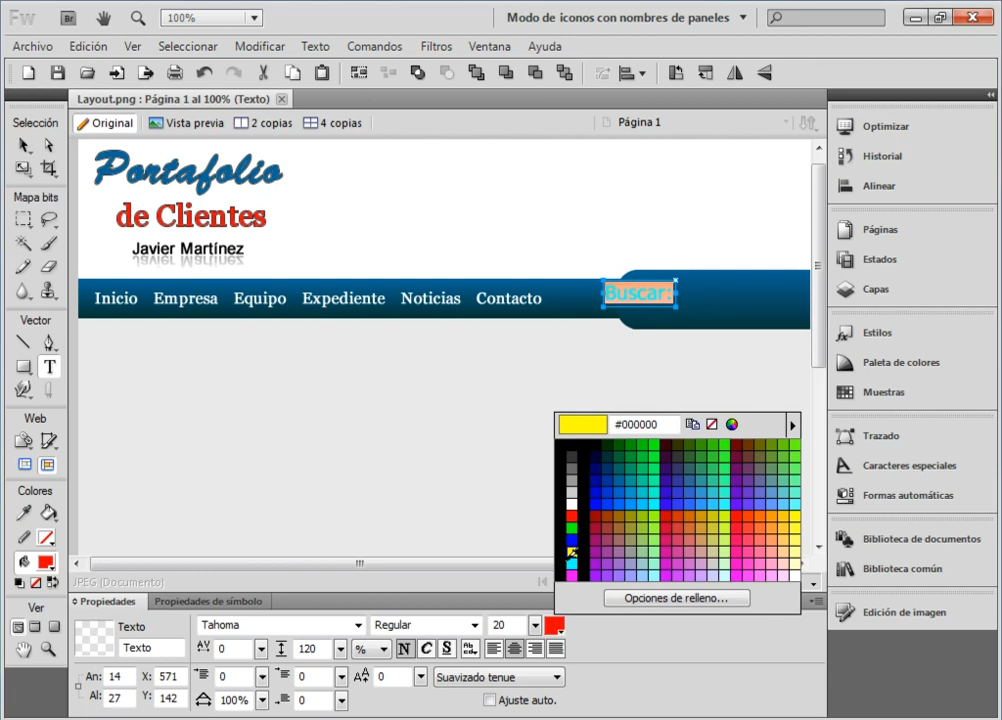 Fw Br 100% Modo de iconos con nombres de paneles
Archivo Edición Ver Seleccionar Modificar Texto Comandos Filtros Ventana Ayuda
Layout.png : Página 1 al 100% (Texto)
Original Vista previa 2 copias 4 copias Página 1
Selección
Mapa bits
Vector
Web
Colores
Ver
Portafolio
de Clientes
Javier Martínez
Inicio Empresa Equipo Expediente Noticias Contacto Buscar:
#000000
Opciones de relleno...
JPEG (Documento)
Propiedades Propiedades de símbolo
Texto Tahoma Regular 20
Texto 0 120 % N C S
An: 14 X: 571 0 0 0 Suavizado tenue
Al: 27 Y: 142 100% 0 Ajuste auto.
Optimizar
Historial
Alinear
Páginas
Estados
Capas
Estilos
Paleta de colores
Muestras
Trazado
Caracteres especiales
Formas automáticas
Biblioteca de documentos
Biblioteca común
Edición de imagen